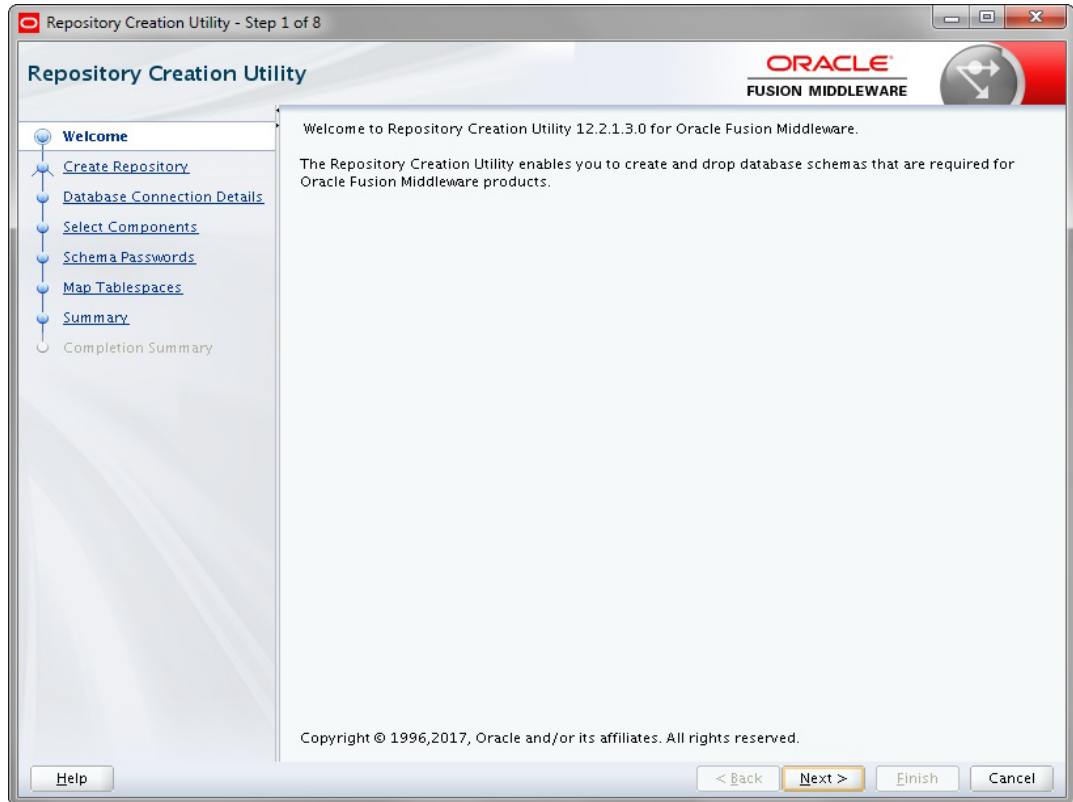 Repository Creation Utility - Step 1 of 8
Repository Creation Utility
ORACLE
FUSION MIDDLEWARE
Welcome
Create Repository
Database Connection Details
Select Components
Schema Passwords
Map Tablespaces
Summary
Completion Summary
Welcome to Repository Creation Utility 12.2.1.3.0 for Oracle Fusion Middleware.
The Repository Creation Utility enables you to create and drop database schemas that are required for
Oracle Fusion Middleware products.
Copyright © 1996,2017, Oracle and/or its affiliates. All rights reserved.
Help
< Back
Next >
Finish
Cancel